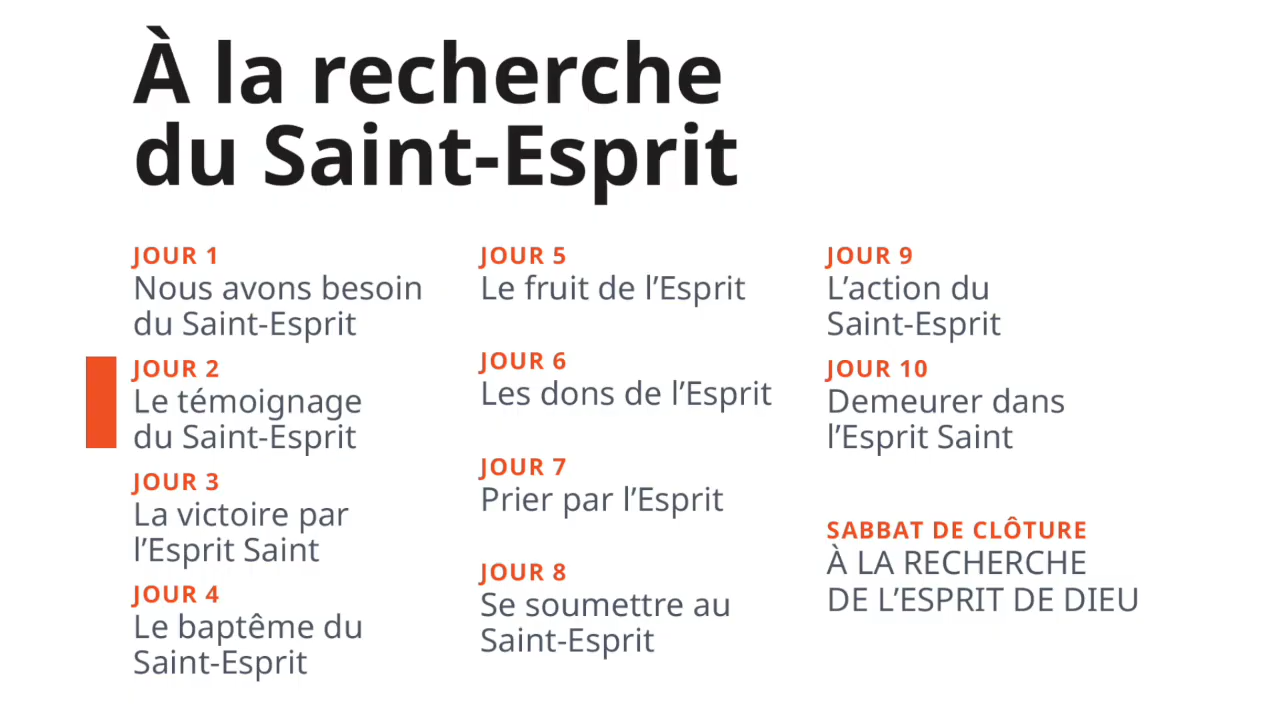 À la recherche
du Saint-Esprit
JOUR 1
Nous avons besoin
du Saint-Esprit
JOUR 2
Le témoignage
du Saint-Esprit
JOUR 3
La victoire par
l’Esprit Saint
JOUR 4
Le baptême du
Saint-Esprit
JOUR 5
Le fruit de l’Esprit
JOUR 6
Les dons de l’Esprit
JOUR 7
Prier par l’Esprit
JOUR 8
Se soumettre au
Saint-Esprit
JOUR 9
L’action du
Saint-Esprit
JOUR 10
Demeurer dans
l’Esprit Saint
SABBAT DE CLÔTURE
À LA RECHERCHE
DE L’ESPRIT DE DIEU